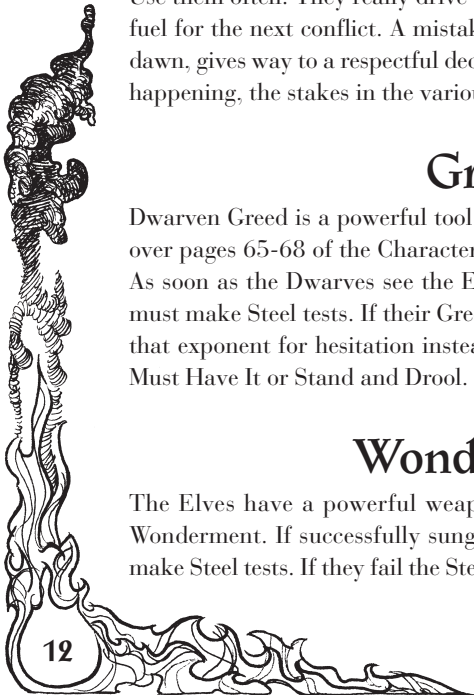 Use them often. They really drive
fuel for the next conflict. A mistak
dawn, gives way to a respectful dec
happening, the stakes in the variou
Gr
Dwarven Greed is a powerful tool
over pages 65-68 of the Character
As soon as the Dwarves see the E
must make Steel tests. If their Gre
that exponent for hesitation instea
Must Have It or Stand and Drool.
Wond
The Elves have a powerful weap
Wonderment. If successfully sung
make Steel tests. If they fail the Ste
12